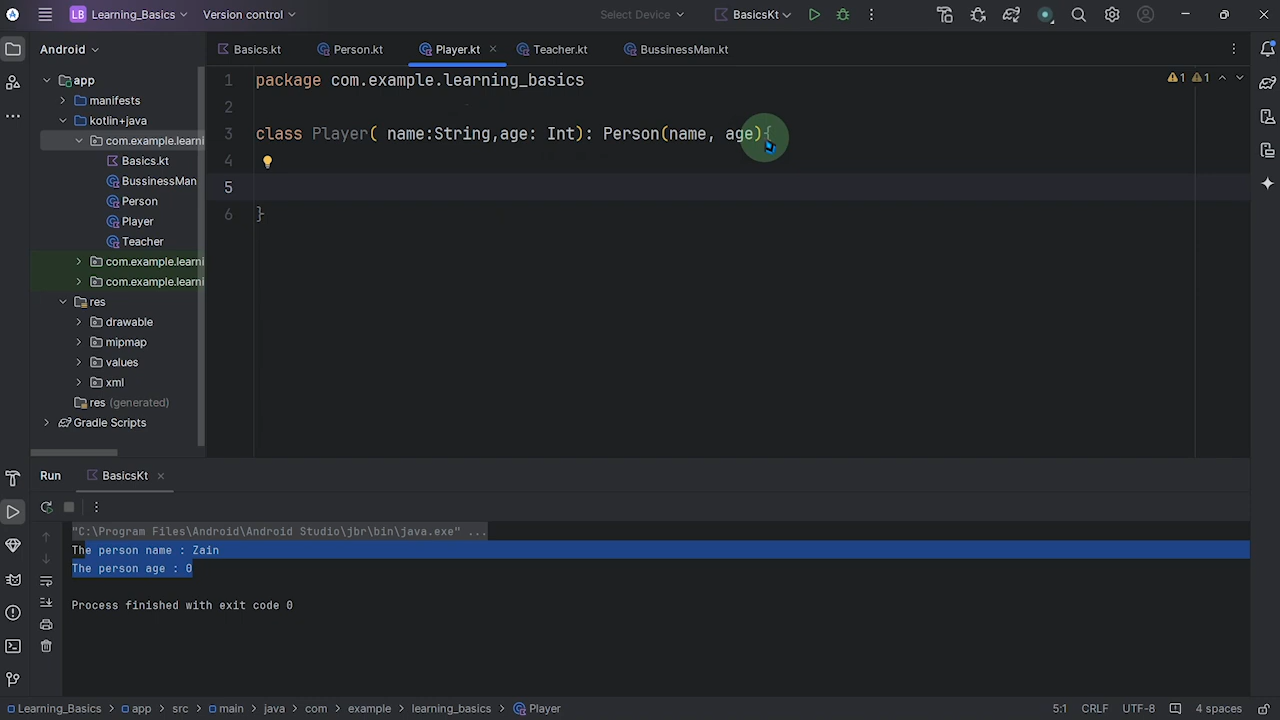 LB Learning_Basics Version control Select Device BasicsKt
Android Basics.kt Person.kt Player.kt Teacher.kt BussinessMan.kt
app
manifests
kotlin+java
com.example.learni
Basics.kt
BussinessMan
Person
Player
Teacher
com.example.learni
com.example.learni
res
drawable
mipmap
values
xml
res (generated)
Gradle Scripts
1 package com.example.learning_basics 1 1
2
3 class Player( name:String,age: Int): Person(name, age){
4
5
6 }
Run BasicsKt
"C:\Program Files\Android\Android Studio\jbr\bin\java.exe" ...
The person name : Zain
The person age : 0
Process finished with exit code 0
Learning_Basics app src main java com example learning_basics Player 5:1 CRLF UTF-8 4 spaces